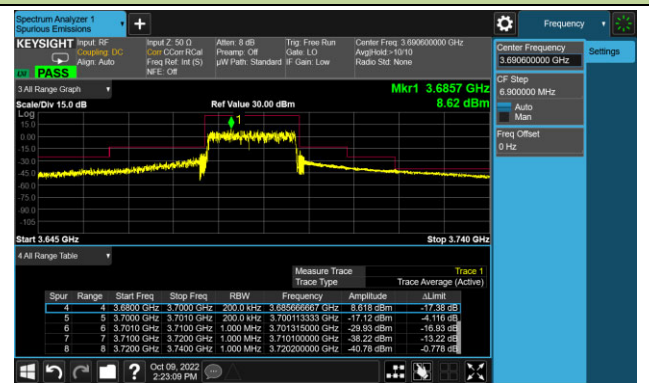 Spectrum Analyzer 1
Spurious Emissions
+
Frequency
KEYSIGHT Input: RF
Coupling: DC
Align: Auto
Input Z: 50 Ω
Corr CCorr RCal
Freq Ref: Int (S)
NFE: Off
Atten: 8 dB
Preamp: Off
µW Path: Standard
Trig: Free Run
Gate: LO
IF Gain: Low
Center Freq: 3.690600000 GHz
Avg|Hold:>10/10
Radio Std: None
PASS
Center Frequency
3.690600000 GHz
Settings
CF Step
6.900000 MHz
Auto
Man
Freq Offset
0 Hz
3 All Range Graph
Mkr1 3.6857 GHz
Scale/Div 15.0 dB
Ref Value 30.00 dBm
8.62 dBm
Log
15.0
0.00
-15.0
-30.0
-45.0
-60.0
-75.0
-90.0
-105
1
Start 3.645 GHz
Stop 3.740 GHz
4 All Range Table
Measure Trace Trace 1
Trace Type Trace Average (Active)
Spur Range Start Freq Stop Freq RBW Frequency Amplitude ΔLimit
4 4 3.6800 GHz 3.7000 GHz 200.0 kHz 3.685666667 GHz 8.618 dBm -17.38 dB
5 5 3.7000 GHz 3.7010 GHz 200.0 kHz 3.700113333 GHz -17.12 dBm -4.116 dB
6 6 3.7010 GHz 3.7100 GHz 1.000 MHz 3.701315000 GHz -29.93 dBm -16.93 dB
7 7 3.7100 GHz 3.7200 GHz 1.000 MHz 3.710100000 GHz -38.22 dBm -13.22 dB
8 8 3.7200 GHz 3.7400 GHz 1.000 MHz 3.720200000 GHz -40.78 dBm -0.778 dB
?
Oct 09, 2022
2:23:09 PM